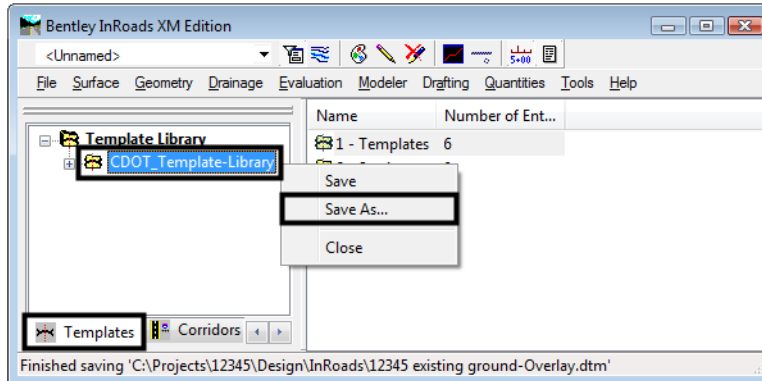 Bentley InRoads XM Edition
<Unnamed>
5+00
File Surface Geometry Drainage Evaluation Modeler Drafting Quantities Tools Help
Name Number of Ent...
Template Library
1 - Templates 6
CDOT_Template-Library
Save
Save As...
Close
Templates Corridors
Finished saving 'C:\Projects\12345\Design\InRoads\12345 existing ground-Overlay.dtm'